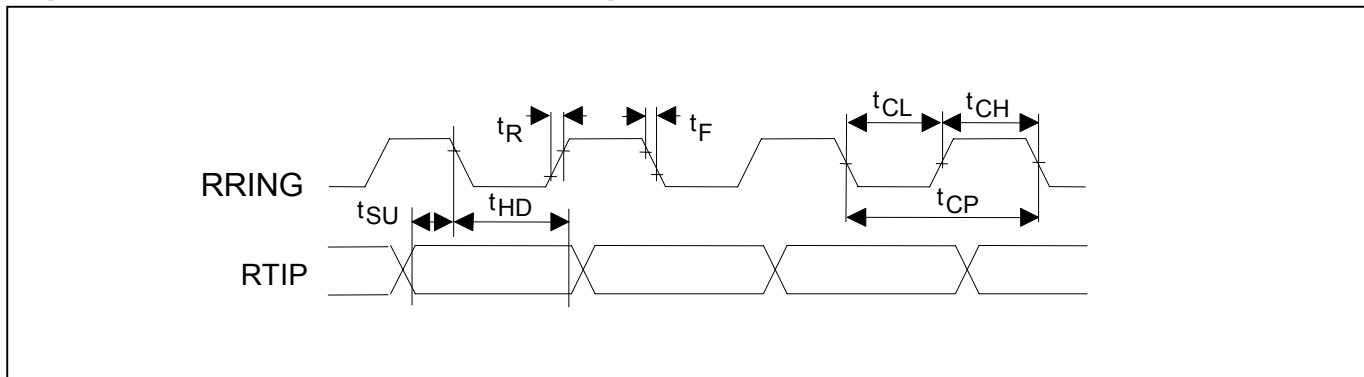 tCL
tCH
tR
tF
RRING
tCP
tSU
tHD
RTIP